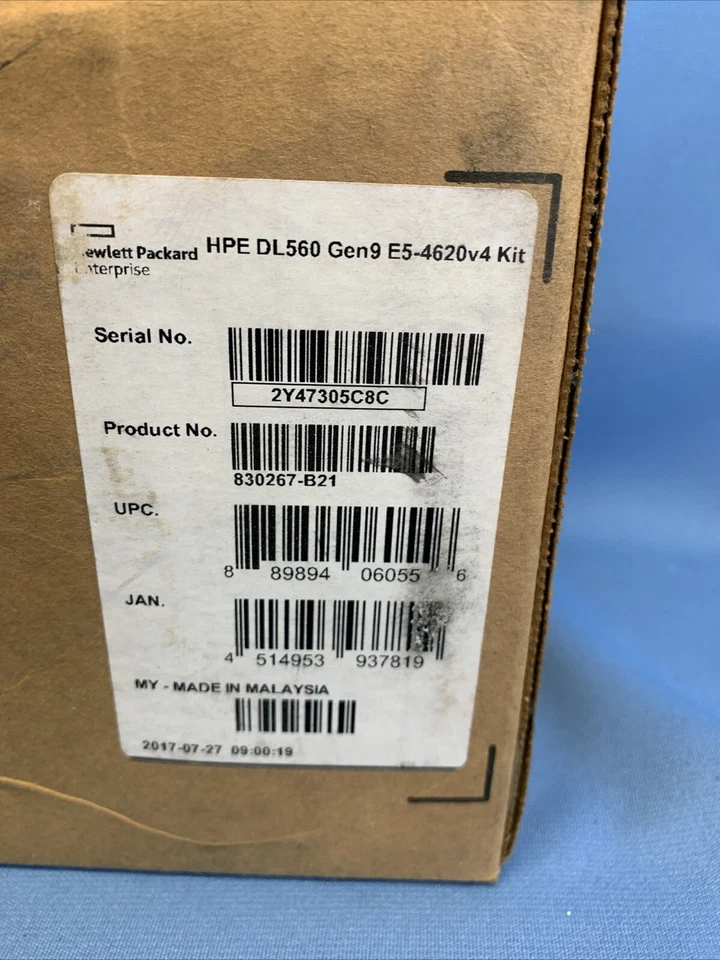 ewlett Packard
nterprise
HPE DL560 Gen9 E5-4620v4 Kit
Serial No.
2Y47305C8C
Product No.
830267-B21
UPC.
8 89894 06055 6
JAN.
4 514953 937819
MY - MADE IN MALAYSIA
2017-07-27 09:00:19